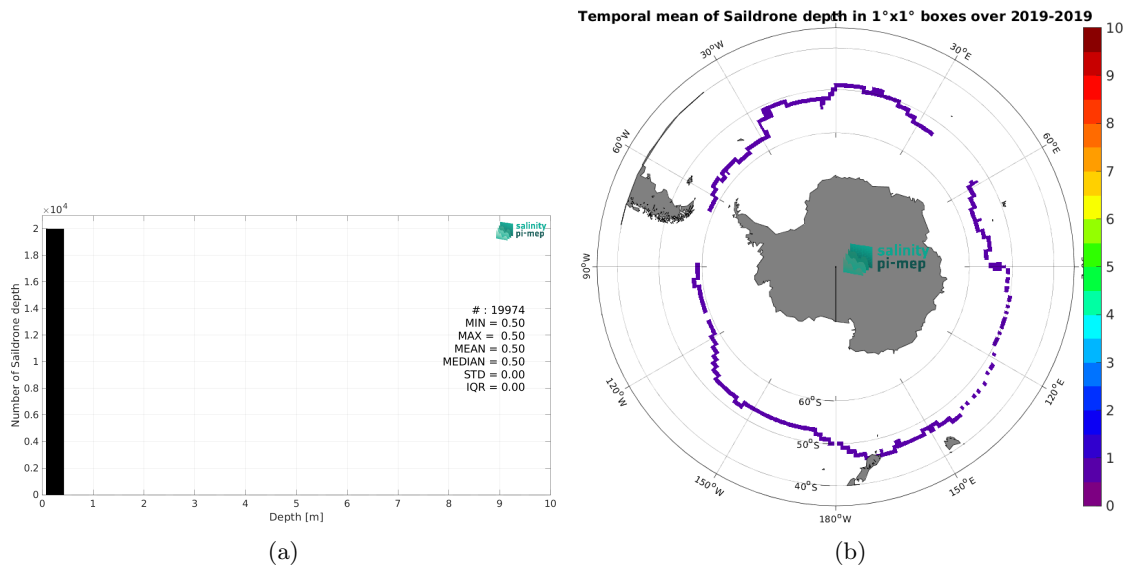 ×10⁴
2
1.8
1.6
1.4
1.2
1
0.8
0.6
0.4
0.2
0
Number of Saildrone depth
salinity
pi-mep
# : 19974
MIN = 0.50
MAX = 0.50
MEAN = 0.50
MEDIAN = 0.50
STD = 0.00
IQR = 0.00
0 1 2 3 4 5 6 7 8 9 10
Depth [m]
(a)
Temporal mean of Saildrone depth in 1°x1° boxes over 2019-2019
30°W
30°E
60°W
60°E
90°W
salinity
pi-mep
120°W
120°E
60°S
50°S
40°S
150°W
150°E
180°W
10
9
8
7
6
5
4
3
2
1
0
(b)